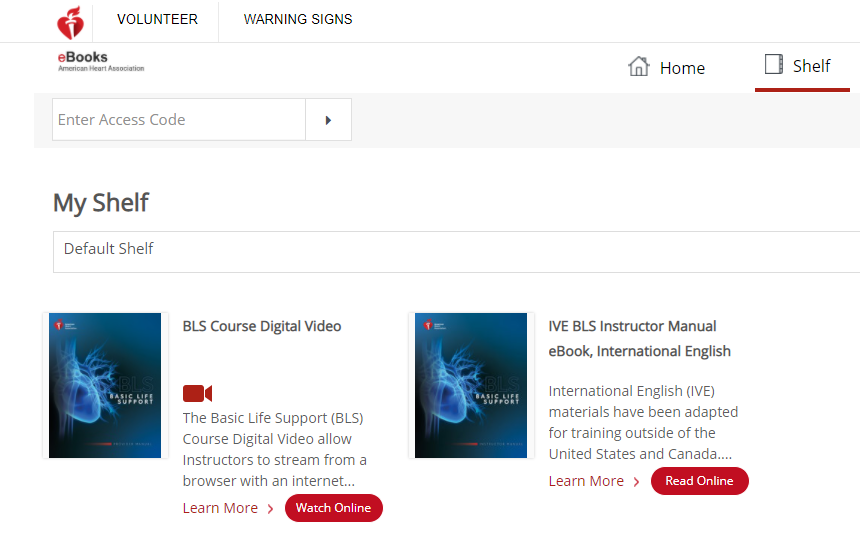 VOLUNTEER
WARNING SIGNS
eBooks
American Heart Association
Home
Shelf
Enter Access Code
My Shelf
Default Shelf
BASIC LIFE
SUPPORT
BLS Course Digital Video
The Basic Life Support (BLS)
Course Digital Video allow
Instructors to stream from a
browser with an internet...
Learn More
Watch Online
BLS
BASIC LIFE
SUPPORT
IVE BLS Instructor Manual
eBook, International English
International English (IVE)
materials have been adapted
for training outside of the
United States and Canada....
Learn More
Read Online